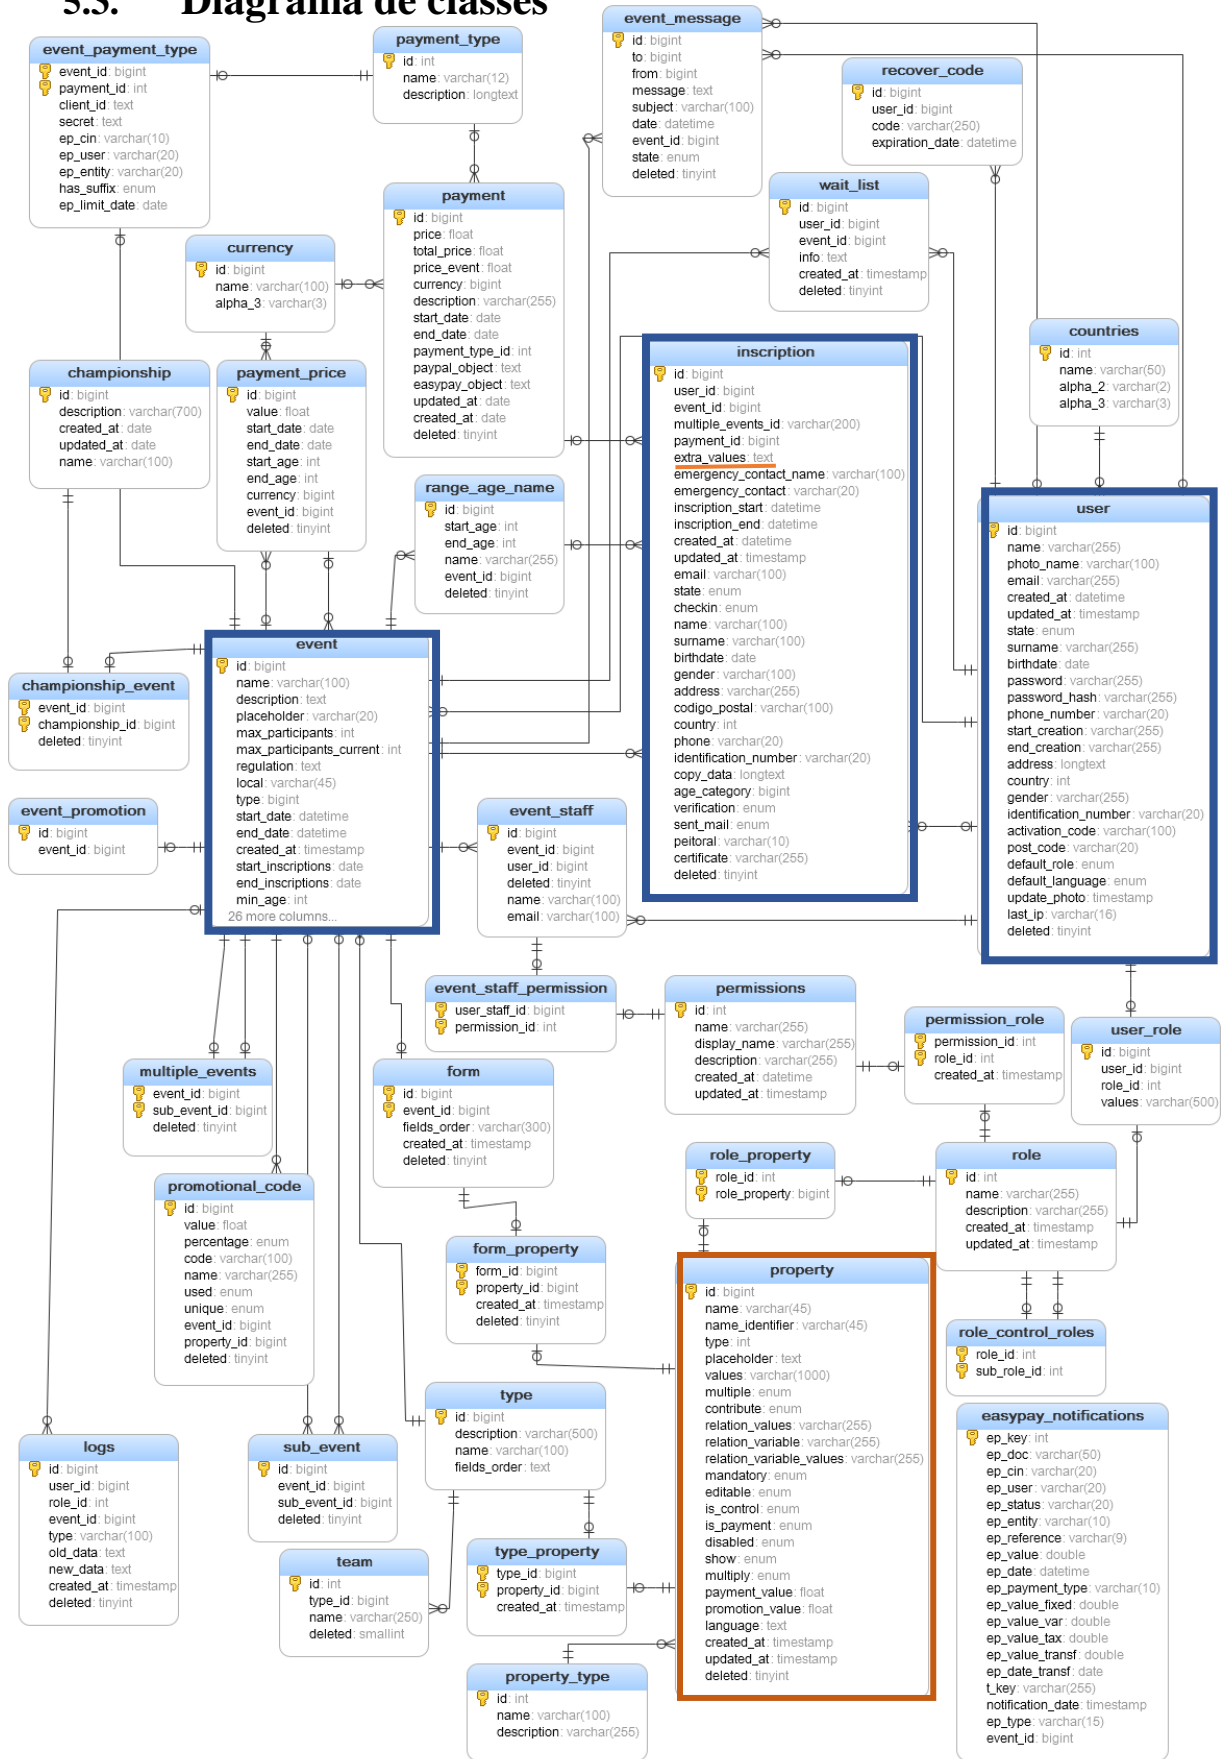 5.3. Diagrama de classes
event_message
id: bigint
to: bigint
from: bigint
message: text
subject: varchar(100)
date: datetime
event_id: bigint
state: enum
deleted: tinyint
event_payment_type
event_id: bigint
payment_id: int
client_id: text
secret: text
ep_cin: varchar(10)
ep_user: varchar(20)
ep_entity: varchar(20)
has_suffix: enum
ep_limit_date: date
payment_type
id: int
name: varchar(12)
description: longtext
recover_code
id: bigint
user_id: bigint
code: varchar(250)
expiration_date: datetime
wait_list
id: bigint
user_id: bigint
event_id: bigint
info: text
created_at: timestamp
deleted: tinyint
payment
id: bigint
price: float
total_price: float
price_event: float
currency: bigint
description: varchar(255)
start_date: date
end_date: date
payment_type_id: int
paypal_object: text
easypay_object: text
updated_at: date
created_at: date
deleted: tinyint
currency
id: bigint
name: varchar(100)
alpha_3: varchar(3)
countries
id: int
name: varchar(50)
alpha_2: varchar(2)
alpha_3: varchar(3)
championship
id: bigint
description: varchar(700)
created_at: date
updated_at: date
name: varchar(100)
payment_price
id: bigint
value: float
start_date: date
end_date: date
start_age: int
end_age: int
currency: bigint
event_id: bigint
deleted: tinyint
inscription
id: bigint
user_id: bigint
event_id: bigint
multiple_events_id: varchar(200)
payment_id: bigint
extra_values: text
emergency_contact_name: varchar(100)
emergency_contact: varchar(20)
inscription_start: datetime
inscription_end: datetime
created_at: datetime
updated_at: timestamp
email: varchar(100)
state: enum
checkin: enum
name: varchar(100)
surname: varchar(100)
birthdate: date
gender: varchar(100)
address: varchar(255)
codigo_postal: varchar(100)
country: int
phone: varchar(20)
identification_number: varchar(20)
copy_data: longtext
age_category: bigint
verification: enum
sent_mail: enum
peitoral: varchar(10)
certificate: varchar(255)
deleted: tinyint
range_age_name
id: bigint
start_age: int
end_age: int
name: varchar(255)
event_id: bigint
deleted: tinyint
user
id: bigint
name: varchar(255)
photo_name: varchar(100)
email: varchar(255)
created_at: datetime
updated_at: timestamp
state: enum
surname: varchar(255)
birthdate: date
password: varchar(255)
password_hash: varchar(255)
phone_number: varchar(20)
start_creation: varchar(255)
end_creation: varchar(255)
address: longtext
country: int
gender: varchar(255)
identification_number: varchar(20)
activation_code: varchar(100)
post_code: varchar(20)
default_role: enum
default_language: enum
update_photo: timestamp
last_ip: varchar(16)
deleted: tinyint
event
id: bigint
name: varchar(100)
description: text
placeholder: varchar(20)
max_participants: int
max_participants_current: int
regulation: text
local: varchar(45)
type: bigint
start_date: datetime
end_date: datetime
created_at: timestamp
start_inscriptions: date
end_inscriptions: date
min_age: int
26 more columns...
championship_event
event_id: bigint
championship_id: bigint
deleted: tinyint
event_promotion
id: bigint
event_id: bigint
event_staff
id: bigint
event_id: bigint
user_id: bigint
deleted: tinyint
name: varchar(100)
email: varchar(100)
event_staff_permission
user_staff_id: bigint
permission_id: int
permissions
id: int
name: varchar(255)
display_name: varchar(255)
description: varchar(255)
created_at: datetime
updated_at: timestamp
permission_role
permission_id: int
role_id: int
created_at: timestamp
user_role
id: bigint
user_id: bigint
role_id: int
values: varchar(500)
multiple_events
event_id: bigint
sub_event_id: bigint
deleted: tinyint
form
id: bigint
event_id: bigint
fields_order: varchar(300)
created_at: timestamp
deleted: tinyint
role_property
role_id: int
role_property: bigint
role
id: int
name: varchar(255)
description: varchar(255)
created_at: timestamp
updated_at: timestamp
promotional_code
id: bigint
value: float
percentage: enum
code: varchar(100)
name: varchar(255)
used: enum
unique: enum
event_id: bigint
property_id: bigint
deleted: tinyint
form_property
form_id: bigint
property_id: bigint
created_at: timestamp
deleted: tinyint
property
id: bigint
name: varchar(45)
name_identifier: varchar(45)
type: int
placeholder: text
values: varchar(1000)
multiple: enum
contribute: enum
relation_values: varchar(255)
relation_variable: varchar(255)
relation_variable_values: varchar(255)
mandatory: enum
editable: enum
is_control: enum
is_payment: enum
disabled: enum
show: enum
multiply: enum
payment_value: float
promotion_value: float
language: text
created_at: timestamp
updated_at: timestamp
deleted: tinyint
role_control_roles
role_id: int
sub_role_id: int
type
id: bigint
description: varchar(500)
name: varchar(100)
fields_order: text
easypay_notifications
ep_key: int
ep_doc: varchar(50)
ep_cin: varchar(20)
ep_user: varchar(20)
ep_status: varchar(20)
ep_entity: varchar(10)
ep_reference: varchar(9)
ep_value: double
ep_date: datetime
ep_payment_type: varchar(10)
ep_value_fixed: double
ep_value_var: double
ep_value_tax: double
ep_value_transf: double
ep_date_transf: date
t_key: varchar(255)
notification_date: timestamp
ep_type: varchar(15)
event_id: bigint
logs
id: bigint
user_id: bigint
role_id: int
event_id: bigint
type: varchar(100)
old_data: text
new_data: text
created_at: timestamp
deleted: tinyint
sub_event
id: bigint
event_id: bigint
sub_event_id: bigint
deleted: tinyint
team
id: int
type_id: bigint
name: varchar(250)
deleted: smallint
type_property
type_id: bigint
property_id: bigint
created_at: timestamp
property_type
id: int
name: varchar(100)
description: varchar(255)